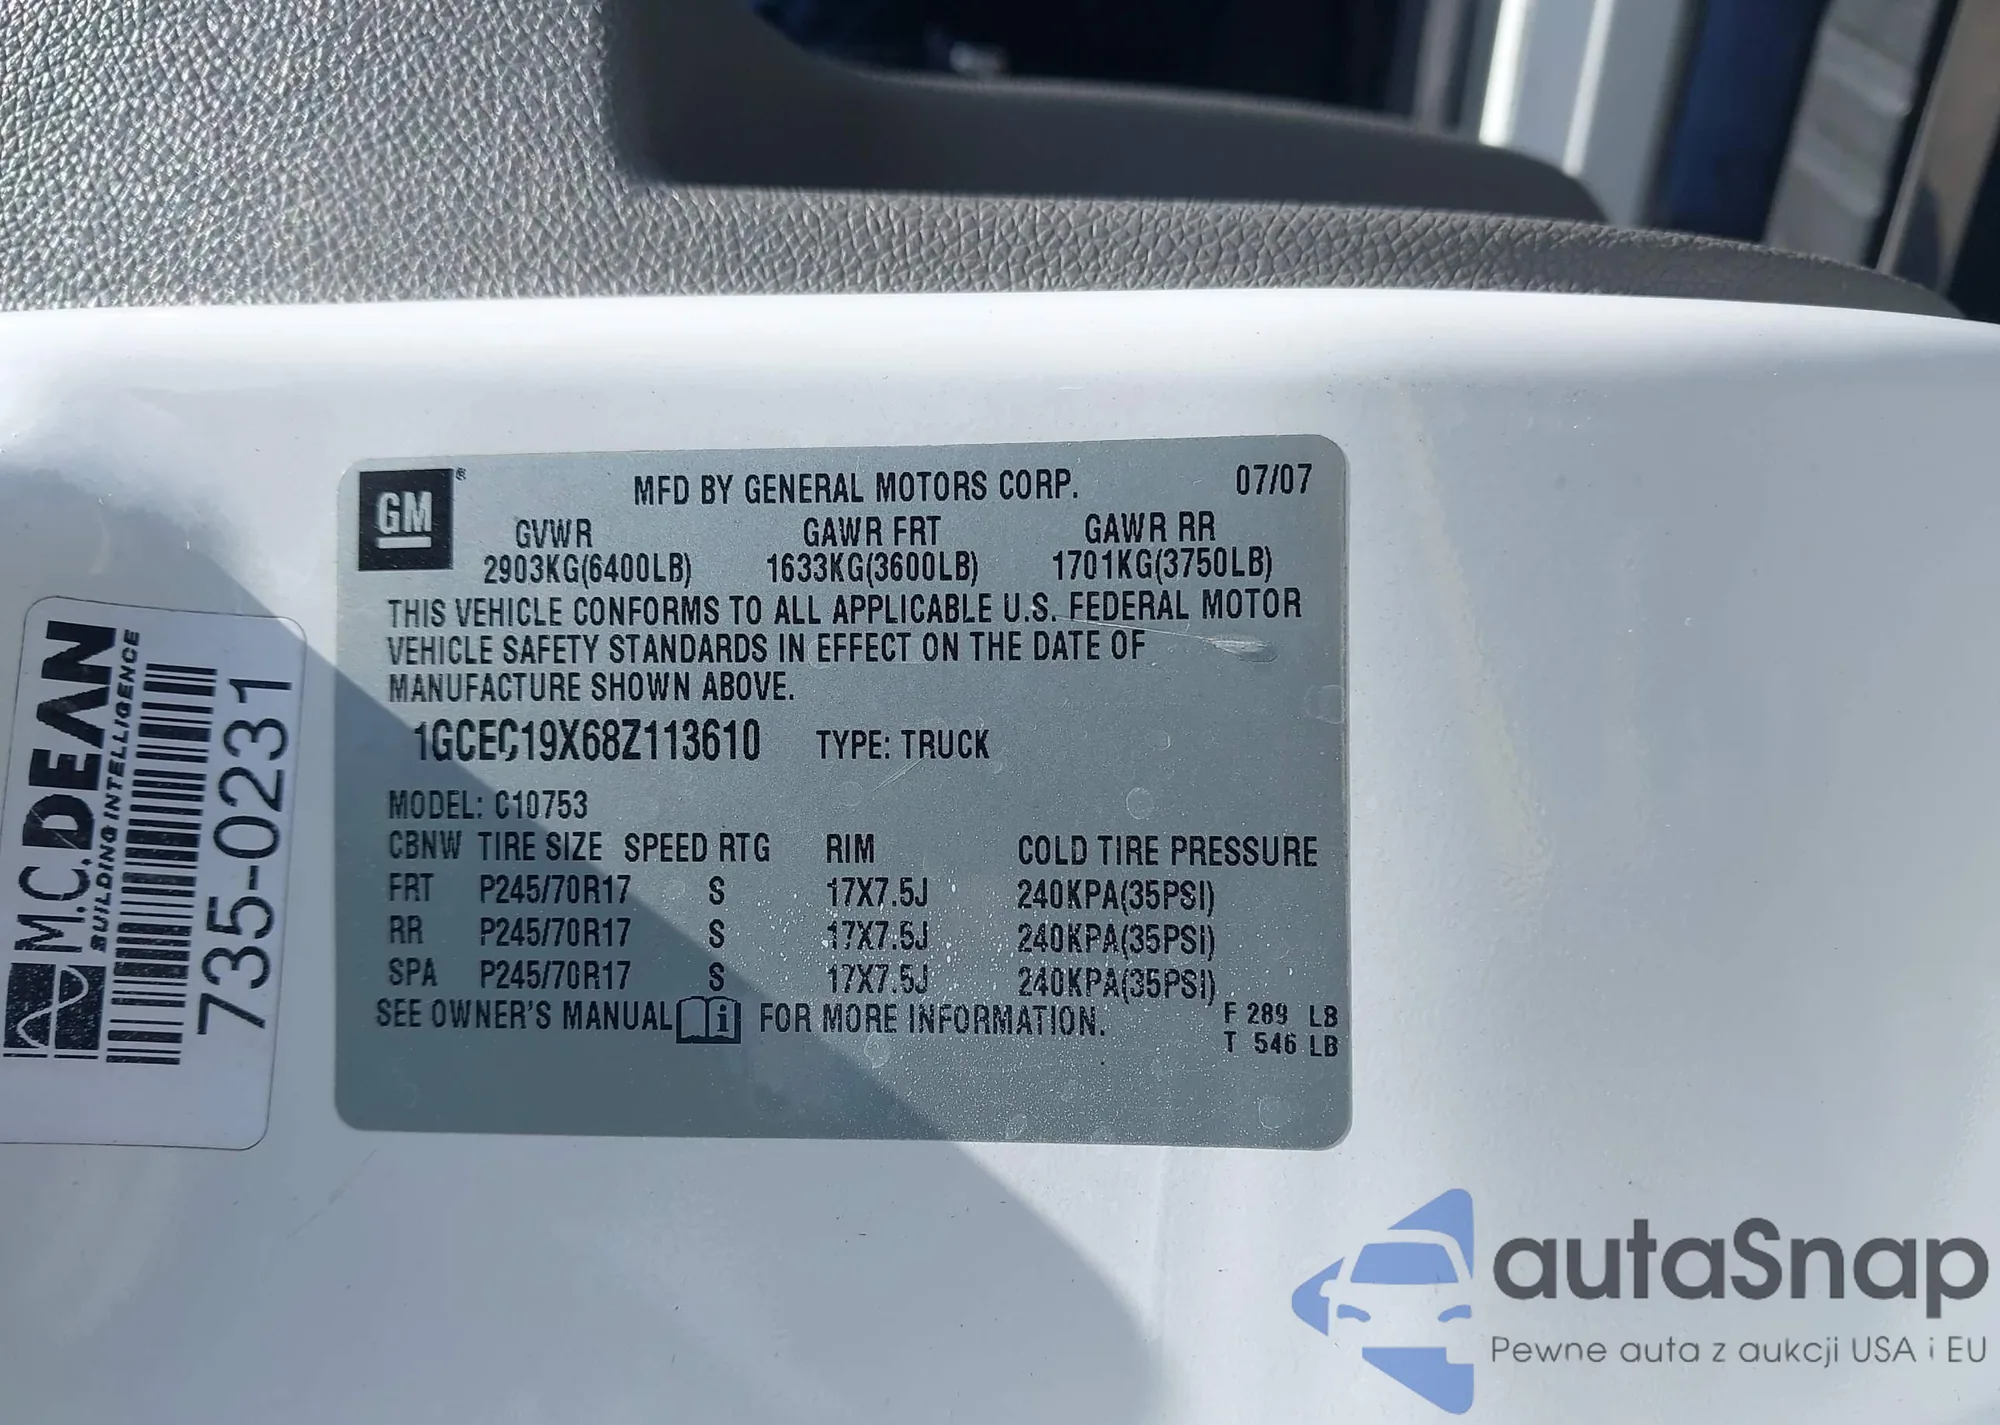 GM ®
MFD BY GENERAL MOTORS CORP. 07/07
GVWR GAWR FRT GAWR RR
2903KG(6400LB) 1633KG(3600LB) 1701KG(3750LB)
THIS VEHICLE CONFORMS TO ALL APPLICABLE U.S. FEDERAL MOTOR
VEHICLE SAFETY STANDARDS IN EFFECT ON THE DATE OF
MANUFACTURE SHOWN ABOVE.
1GCEC19X68Z113610 TYPE: TRUCK
MODEL: C10753
CBNW TIRE SIZE SPEED RTG RIM COLD TIRE PRESSURE
FRT P245/70R17 S 17X7.5J 240KPA(35PSI)
RR P245/70R17 S 17X7.5J 240KPA(35PSI)
SPA P245/70R17 S 17X7.5J 240KPA(35PSI)
SEE OWNER'S MANUAL i FOR MORE INFORMATION.
F 289 LB
T 546 LB
M.C. DEAN
BUILDING INTELLIGENCE
735-0231
autaSnap
Pewne auta z aukcji USA i EU